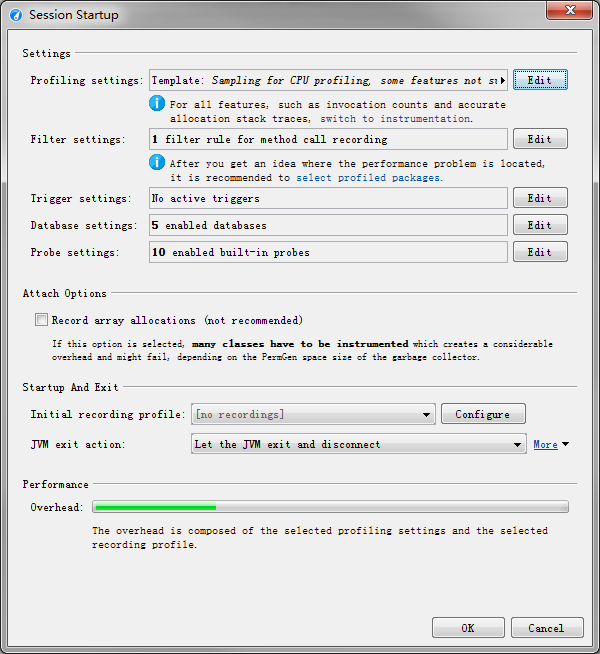 Session Startup
Settings
Profiling settings: Template: Sampling for CPU profiling, some features not Edit
For all features, such as invocation counts and accurate
allocation stack traces, switch to instrumentation.
Filter settings: 1 filter rule for method call recording Edit
After you get an idea where the performance problem is located,
it is recommended to select profiled packages.
Trigger settings: No active triggers Edit
Database settings: 5 enabled databases Edit
Probe settings: 10 enabled built-in probes Edit
Attach Options
Record array allocations (not recommended)
If this option is selected, many classes have to be instrumented which creates a considerable
overhead and might fail, depending on the PermGen space size of the garbage collector.
Startup And Exit
Initial recording profile: [no recordings] Configure
JVM exit action: Let the JVM exit and disconnect More
Performance
Overhead:
The overhead is composed of the selected profiling settings and the selected
recording profile.
OK Cancel